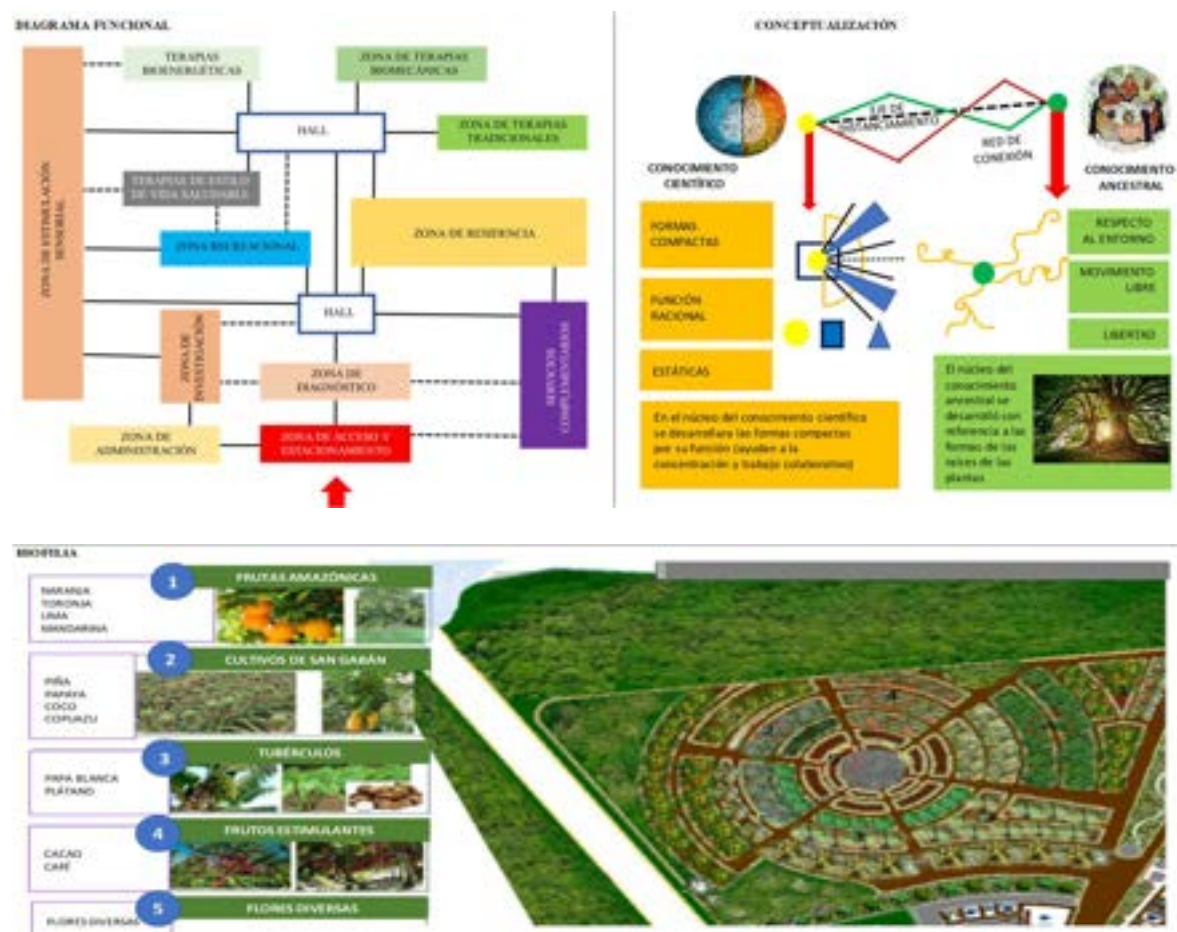 DIAGRAMA FUNCIONAL
TERAPIAS
BIOENERGÉTICAS
ZONA DE TERAPIAS
BIOMECÁNICAS
HALL
ZONA DE TERAPIAS
TRADICIONALES
TERAPIAS DE ESTILO
DE VIDA SALUDABLE
ZONA DE ESTIMULACIÓN
SENSORIAL
ZONA RECREACIONAL
ZONA DE RESIDENCIA
HALL
ZONA DE
INVESTIGACIÓN
ZONA DE
DIAGNÓSTICO
SERVICIOS
COMPLEMENTARIOS
ZONA DE
ADMINISTRACIÓN
ZONA DE ACCESO Y
ESTACIONAMIENTO
CONCEPTUALIZACIÓN
EJE DE
DISTANCIAMIENTO
RED DE
CONEXIÓN
CONOCIMIENTO
CIENTÍFICO
CONOCIMIENTO
ANCESTRAL
FORMAS
COMPACTAS
FUNCIÓN
RACIONAL
ESTÁTICAS
RESPECTO
AL ENTORNO
MOVIMIENTO
LIBRE
LIBERTAD
En el núcleo del conocimiento científico
se desarrollara las formas compactas
por su función (ayudan a la
concentración y trabajo colaborativo)
El núcleo del
conocimiento
ancestral se
desarrolló con
referencia a las
formas de las
raíces de las
plantas
BIOFILIA
1
FRUTAS AMAZÓNICAS
NARANJA
TORONJA
LIMA
MANDARINA
2
CULTIVOS DE SAN GABÁN
PIÑA
PAPAYA
COCO
COPUAZU
3
TUBÉRCULOS
PAPA BLANCA
PLÁTANO
4
FRUTOS ESTIMULANTES
CACAO
CAFÉ
5
FLORES DIVERSAS
FLORES DIVERSAS